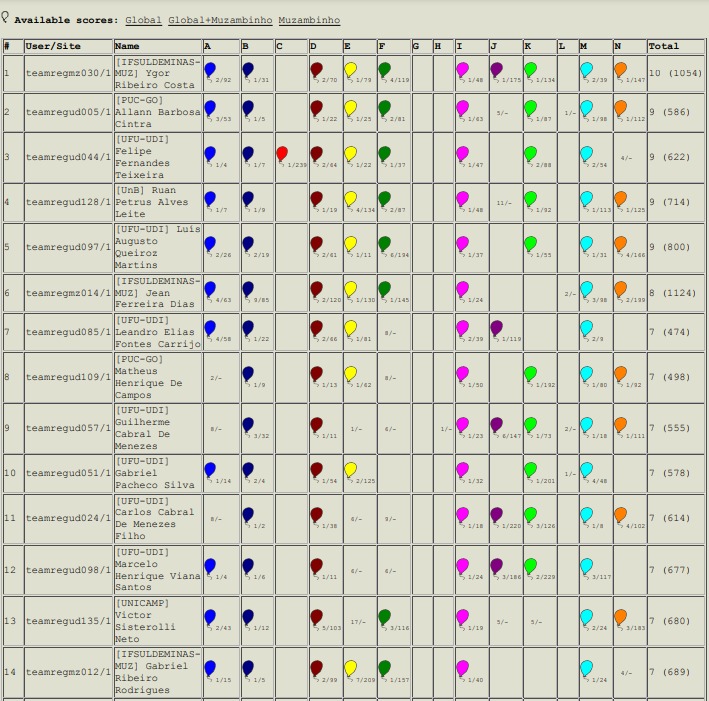 Available scores: Global Global+Muzambinho Muzambinho
# User/Site Name A B C D E F G H I J K L M N Total
1 teamregmz030/1 [IFSULDEMINAS-MUZ] Ygor Ribeiro Costa 2/92 1/31 2/70 1/79 4/119 1/48 1/175 1/134 2/39 1/147 10 (1054)
2 teamregud005/1 [PUC-GO] Allann Barbosa Cintra 3/53 1/5 1/22 1/25 2/81 1/63 5/- 1/87 1/- 1/98 1/112 9 (586)
3 teamregud044/1 [UFU-UDI] Felipe Fernandes Teixeira 1/4 1/7 1/239 2/64 1/22 1/37 1/47 2/88 2/54 4/- 9 (622)
4 teamregud128/1 [UnB] Ruan Petrus Alves Leite 1/7 1/9 1/19 4/134 2/87 1/48 11/- 1/92 1/113 1/125 9 (714)
5 teamregud097/1 [UFU-UDI] Luis Augusto Queiroz Martins 2/26 2/19 2/61 1/11 6/194 1/37 1/55 1/31 4/166 9 (800)
6 teamregmz014/1 [IFSULDEMINAS-MUZ] Jean Ferreira Dias 4/63 9/85 2/120 1/130 1/145 1/24 2/- 3/98 2/199 8 (1124)
7 teamregud085/1 [UFU-UDI] Leandro Elias Fontes Carrijo 4/58 1/22 2/66 1/81 8/- 2/39 1/119 2/9 7 (474)
8 teamregud109/1 [PUC-GO] Matheus Henrique De Campos 2/- 1/9 1/13 1/62 8/- 1/50 1/192 1/80 1/92 7 (498)
9 teamregud057/1 [UFU-UDI] Guilherme Cabral De Menezes 8/- 3/32 1/11 1/- 6/- 1/- 1/23 6/147 1/73 2/- 1/18 1/111 7 (555)
10 teamregud051/1 [UFU-UDI] Gabriel Pacheco Silva 1/14 2/4 1/54 2/125 1/32 1/201 1/- 4/48 7 (578)
11 teamregud024/1 [UFU-UDI] Carlos Cabral De Menezes Filho 8/- 1/2 1/38 6/- 9/- 1/18 1/220 3/126 1/8 4/102 7 (614)
12 teamregud098/1 [UFU-UDI] Marcelo Henrique Viana Santos 1/4 1/6 1/11 6/- 6/- 1/24 3/186 2/229 3/117 7 (677)
13 teamregud135/1 [UNICAMP] Victor Sisterolli Neto 2/43 1/12 5/103 17/- 3/116 1/19 5/- 5/- 2/24 3/183 7 (680)
14 teamregmz012/1 [IFSULDEMINAS-MUZ] Gabriel Ribeiro Rodrigues 1/15 1/5 2/99 7/209 1/157 1/40 1/24 4/- 7 (689)